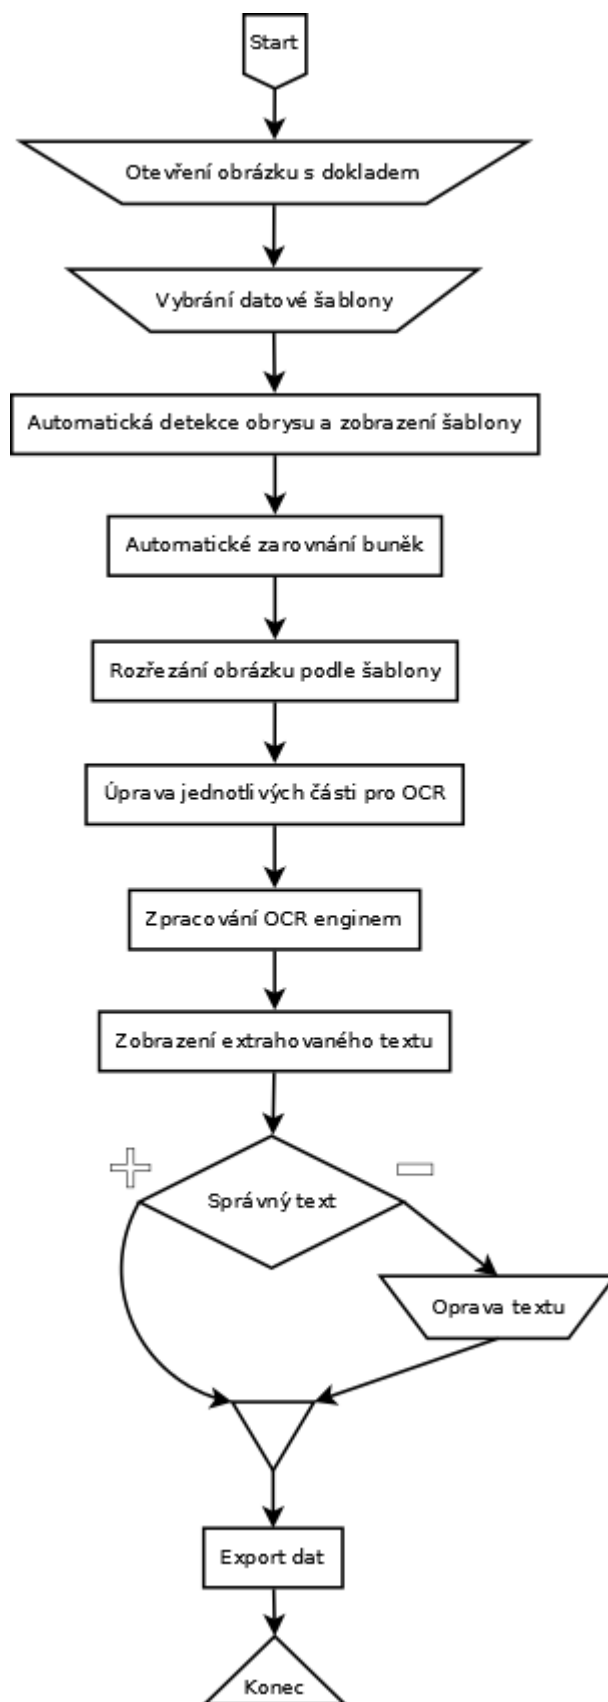 Start
Otevření obrázku s dokladem
Vybrání datové šablony
Automatická detekce obrysu a zobrazení šablony
Automatické zarovnání buněk
Rozřezání obrázku podle šablony
Úprava jednotlivých části pro OCR
Zpracování OCR enginem
Zobrazení extrahovaného textu
Správný text
Oprava textu
Export dat
Konec